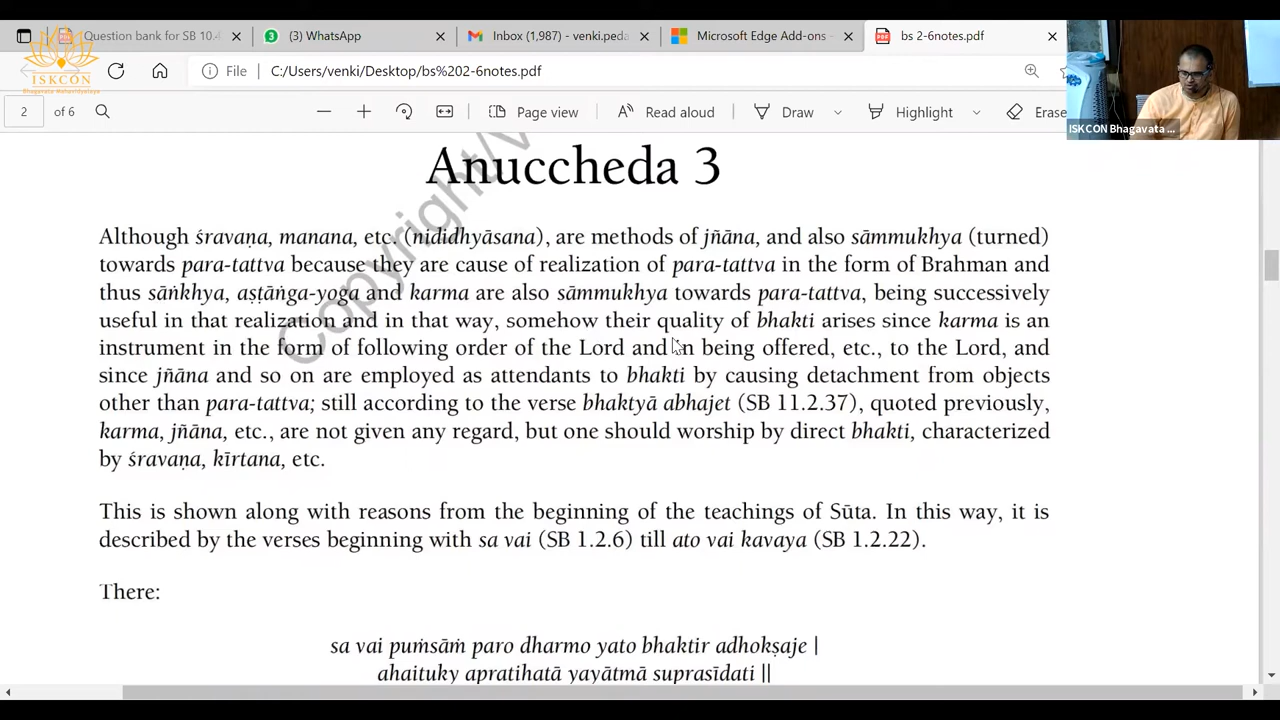 Question bank for SB 10.4
(3) WhatsApp
Inbox (1,987) - venki.peda
Microsoft Edge Add-ons -
bs 2-6notes.pdf
ISKCON
Bhagavata Mahavidyalaya
File
C:/Users/venki/Desktop/bs%202-6notes.pdf
2 of 6
Page view
Read aloud
Draw
Highlight
Erase
ISKCON Bhagavata ...
Anuccheda 3
Although śravaṇa, manana, etc. (nididhyāsana), are methods of jñāna, and also sāmmukhya (turned)
towards para-tattva because they are cause of realization of para-tattva in the form of Brahman and
thus sāṅkhya, aṣṭāṅga-yoga and karma are also sāmmukhya towards para-tattva, being successively
useful in that realization and in that way, somehow their quality of bhakti arises since karma is an
instrument in the form of following order of the Lord and in being offered, etc., to the Lord, and
since jñāna and so on are employed as attendants to bhakti by causing detachment from objects
other than para-tattva; still according to the verse bhaktyā abhajet (SB 11.2.37), quoted previously,
karma, jñāna, etc., are not given any regard, but one should worship by direct bhakti, characterized
by śravaṇa, kīrtana, etc.
This is shown along with reasons from the beginning of the teachings of Sūta. In this way, it is
described by the verses beginning with sa vai (SB 1.2.6) till ato vai kavaya (SB 1.2.22).
There:
sa vai puṁsāṁ paro dharmo yato bhaktir adhokṣaje |
ahaituky apratihatā yayātmā suprasīdati ||
Copyright/V